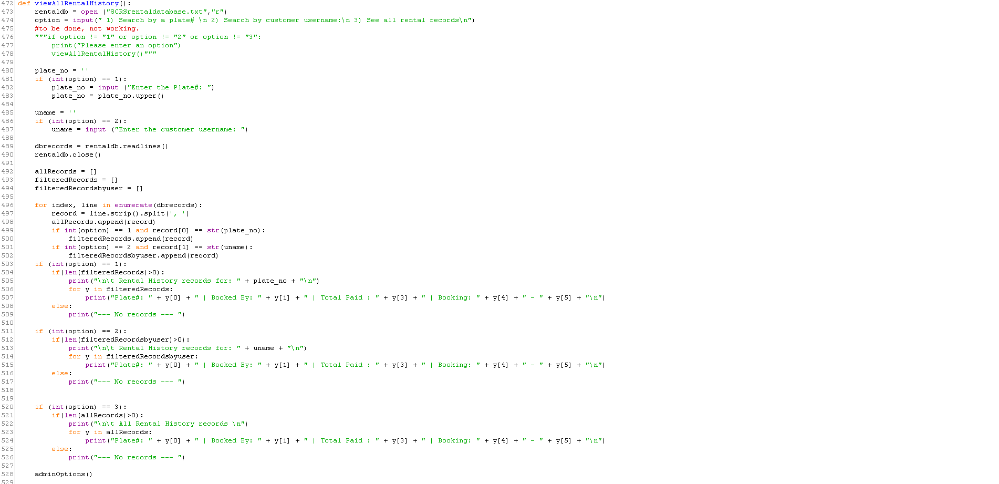 472 def viewAllRentalHistory():
473     rentaldb = open ("SCRSrentaldatabase.txt","r")
474     option = input(" 1) Search by a plate# \n 2) Search by customer username:\n 3) See all rental records\n")
475     #to be done, not working.
476     """if option != "1" or option != "2" or option != "3":
477         print("Please enter an option")
478         viewAllRentalHistory()"""
479
480     plate_no = ''
481     if (int(option) == 1):
482         plate_no = input ("Enter the Plate#: ")
483         plate_no = plate_no.upper()
484
485     uname = ''
486     if (int(option) == 2):
487         uname = input ("Enter the customer username: ")
488
489     dbrecords = rentaldb.readlines()
490     rentaldb.close()
491
492     allRecords = []
493     filteredRecords = []
494     filteredRecordsbyuser = []
495
496     for index, line in enumerate(dbrecords):
497         record = line.strip().split(', ')
498         allRecords.append(record)
499         if int(option) == 1 and record[0] == str(plate_no):
500             filteredRecords.append(record)
501         if int(option) == 2 and record[1] == str(uname):
502             filteredRecordsbyuser.append(record)
503     if (int(option) == 1):
504         if(len(filteredRecords)>0):
505             print("\n\t Rental History records for: " + plate_no + "\n")
506             for y in filteredRecords:
507                 print("Plate#: " + y[0] + " | Booked By: " + y[1] + " | Total Paid : " + y[3] + " | Booking: " + y[4] + " - " + y[5] + "\n")
508         else:
509             print("--- No records --- ")
510
511     if (int(option) == 2):
512         if(len(filteredRecordsbyuser)>0):
513             print("\n\t Rental History records for: " + uname + "\n")
514             for y in filteredRecordsbyuser:
515                 print("Plate#: " + y[0] + " | Booked By: " + y[1] + " | Total Paid : " + y[3] + " | Booking: " + y[4] + " - " + y[5] + "\n")
516         else:
517             print("--- No records --- ")
518
519
520     if (int(option) == 3):
521         if(len(allRecords)>0):
522             print("\n\t All Rental History records \n")
523             for y in allRecords:
524                 print("Plate#: " + y[0] + " | Booked By: " + y[1] + " | Total Paid : " + y[3] + " | Booking: " + y[4] + " - " + y[5] + "\n")
525         else:
526             print("--- No records --- ")
527
528     adminOptions()
529